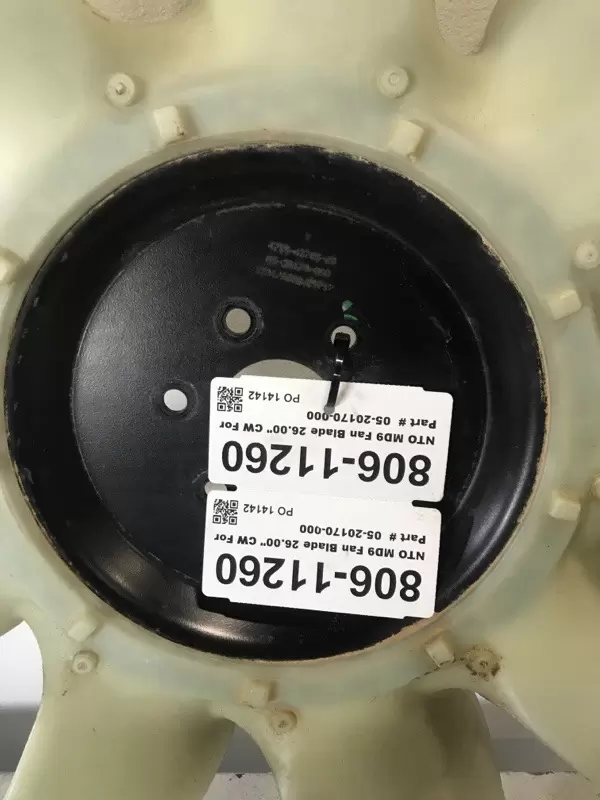 806-11260
NTO MD9 Fan Blade 26.00" CW For
Part # 05-20170-000
PO 14142
806-11260
NTO MD9 Fan Blade 26.00" CW For
Part # 05-20170-000
PO 14142